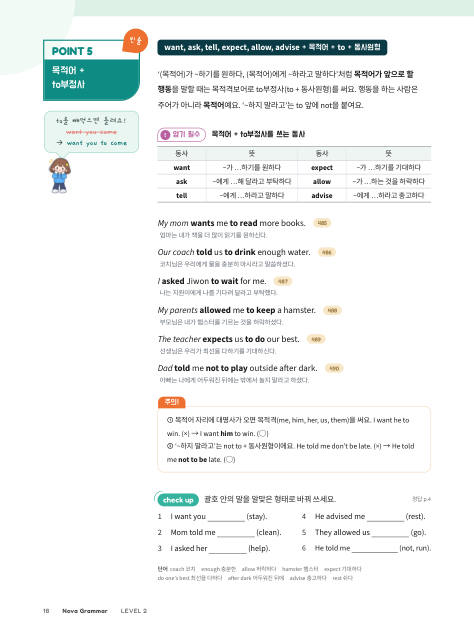 빈출
POINT 5
목적어 +
to부정사
to를 빼먹으면 틀려요!
want you come
→ want you to come
want, ask, tell, expect, allow, advise + 목적어 + to + 동사원형
'(목적어)가 ~하기를 원하다, (목적어)에게 ~하라고 말하다'처럼 목적어가 앞으로 할
행동을 말할 때는 목적격보어로 to부정사(to + 동사원형)를 써요. 행동을 하는 사람은
주어가 아니라 목적어예요. '~하지 말라고'는 to 앞에 not을 붙여요.
! 암기 필수 목적어 + to부정사를 쓰는 동사
동사 뜻 동사 뜻
want ~가 …하기를 원하다 expect ~가 …하기를 기대하다
ask ~에게 …해 달라고 부탁하다 allow ~가 …하는 것을 허락하다
tell ~에게 …하라고 말하다 advise ~에게 …하라고 충고하다
My mom wants me to read more books. 485
엄마는 내가 책을 더 많이 읽기를 원하신다.
Our coach told us to drink enough water. 486
코치님은 우리에게 물을 충분히 마시라고 말씀하셨다.
I asked Jiwon to wait for me. 487
나는 지원이에게 나를 기다려 달라고 부탁했다.
My parents allowed me to keep a hamster. 488
부모님은 내가 햄스터를 기르는 것을 허락하셨다.
The teacher expects us to do our best. 489
선생님은 우리가 최선을 다하기를 기대하신다.
Dad told me not to play outside after dark. 490
아빠는 나에게 어두워진 뒤에는 밖에서 놀지 말라고 하셨다.
주의!
① 목적어 자리에 대명사가 오면 목적격(me, him, her, us, them)을 써요. I want he to
win. (×) → I want him to win. (○)
② '~하지 말라고'는 not to + 동사원형이에요. He told me don't be late. (×) → He told
me not to be late. (○)
check up 괄호 안의 말을 알맞은 형태로 바꿔 쓰세요. 정답 p.4
1 I want you ________ (stay). 4 He advised me ________ (rest).
2 Mom told me ________ (clean). 5 They allowed us ________ (go).
3 I asked her ________ (help). 6 He told me ________ (not, run).
단어 coach 코치 enough 충분한 allow 허락하다 hamster 햄스터 expect 기대하다
do one's best 최선을 다하다 after dark 어두워진 뒤에 advise 충고하다 rest 쉬다
Nova Grammar LEVEL 2